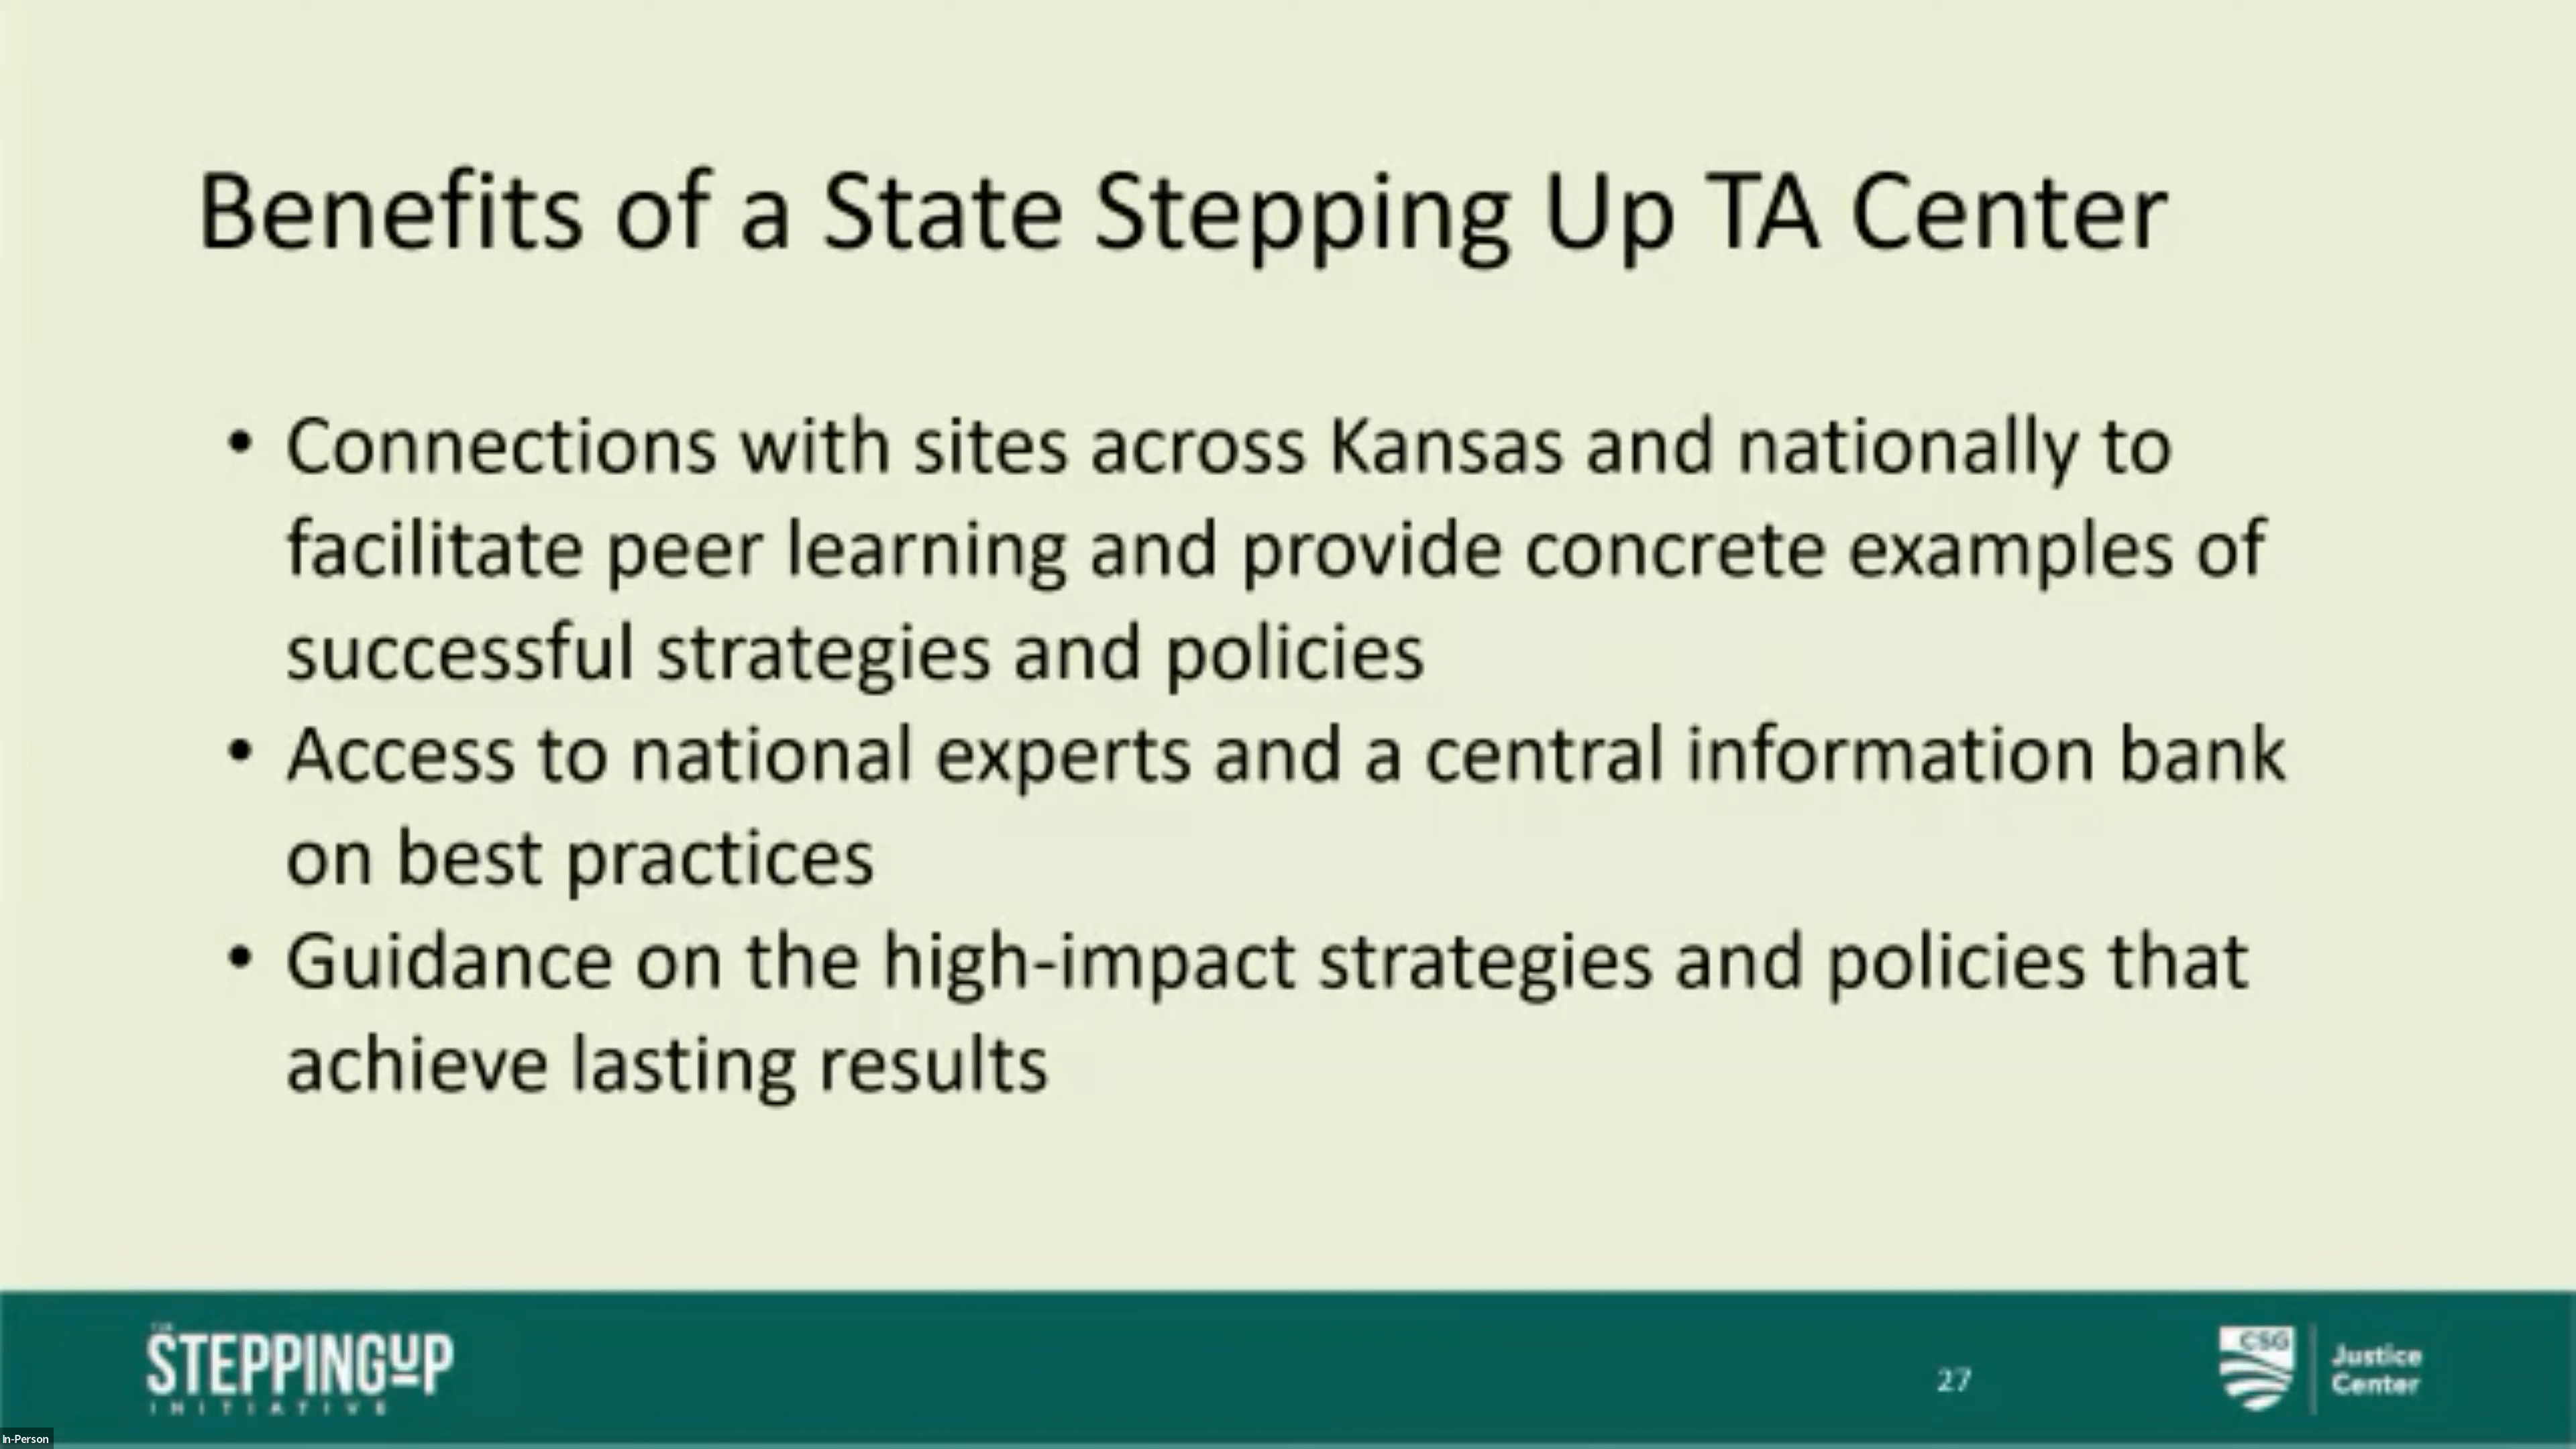 Benefits of a State Stepping Up TA Center
• Connections with sites across Kansas and nationally to
facilitate peer learning and provide concrete examples of
successful strategies and policies
• Access to national experts and a central information bank
on best practices
• Guidance on the high-impact strategies and policies that
achieve lasting results
THE
STEPPINGUP
INITIATIVE
27
CSG
Justice
Center
In-Person